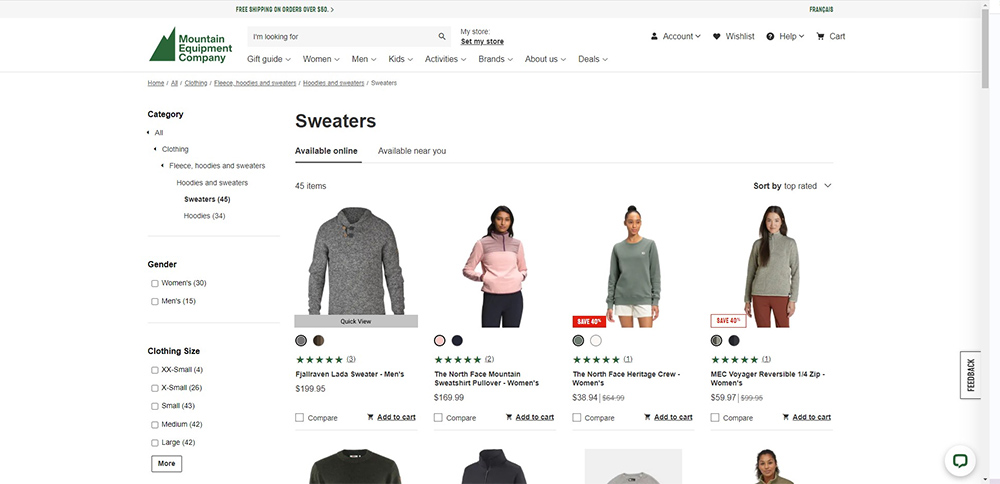 FREE SHIPPING ON ORDERS OVER $50. >
FRANÇAIS
Mountain
Equipment
Company
I'm looking for
My store:
Set my store
Account
Wishlist
Help
Cart
Gift guide
Women
Men
Kids
Activities
Brands
About us
Deals
Home / All / Clothing / Fleece, hoodies and sweaters / Hoodies and sweaters / Sweaters
Category
All
Clothing
Fleece, hoodies and sweaters
Hoodies and sweaters
Sweaters (45)
Hoodies (34)
Gender
Women's (30)
Men's (15)
Clothing Size
XX-Small (4)
X-Small (26)
Small (43)
Medium (42)
Large (42)
More
Sweaters
Available online
Available near you
45 items
Sort by top rated
Quick View
(3)
Fjallraven Lada Sweater - Men's
$199.95
Compare
Add to cart
(2)
The North Face Mountain
Sweatshirt Pullover - Women's
$169.99
Compare
Add to cart
SAVE 40%
(1)
The North Face Heritage Crew -
Women's
$38.94 | $64.99
Compare
Add to cart
SAVE 40%
(1)
MEC Voyager Reversible 1/4 Zip -
Women's
$59.97 | $99.95
Compare
Add to cart
FEEDBACK